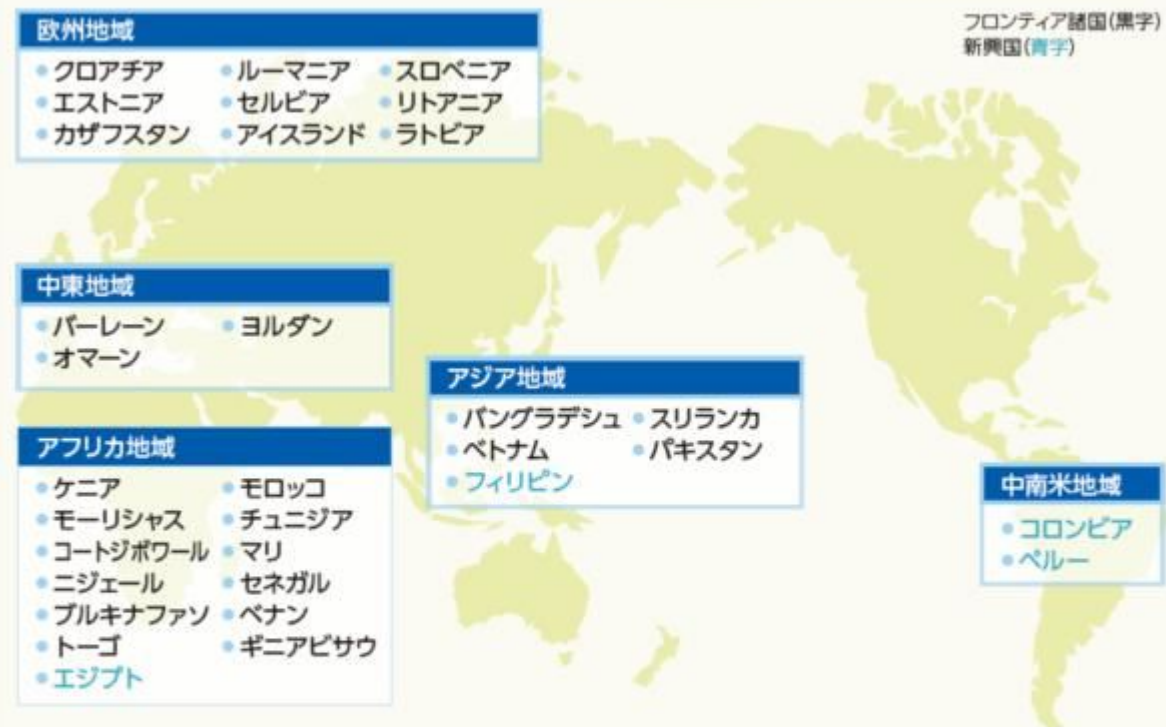 フロンティア諸国(黒字)
新興国(青字)
欧州地域
•クロアチア •ルーマニア •スロベニア
•エストニア •セルビア •リトアニア
•カザフスタン •アイスランド •ラトビア
中東地域
•バーレーン •ヨルダン
•オマーン
アジア地域
•バングラデシュ •スリランカ
•ベトナム •パキスタン
•フィリピン
アフリカ地域
•ケニア •モロッコ
•モーリシャス •チュニジア
•コートジボワール •マリ
•ニジェール •セネガル
•ブルキナファソ •ベナン
•トーゴ •ギニアビサウ
•エジプト
中南米地域
•コロンビア
•ペルー